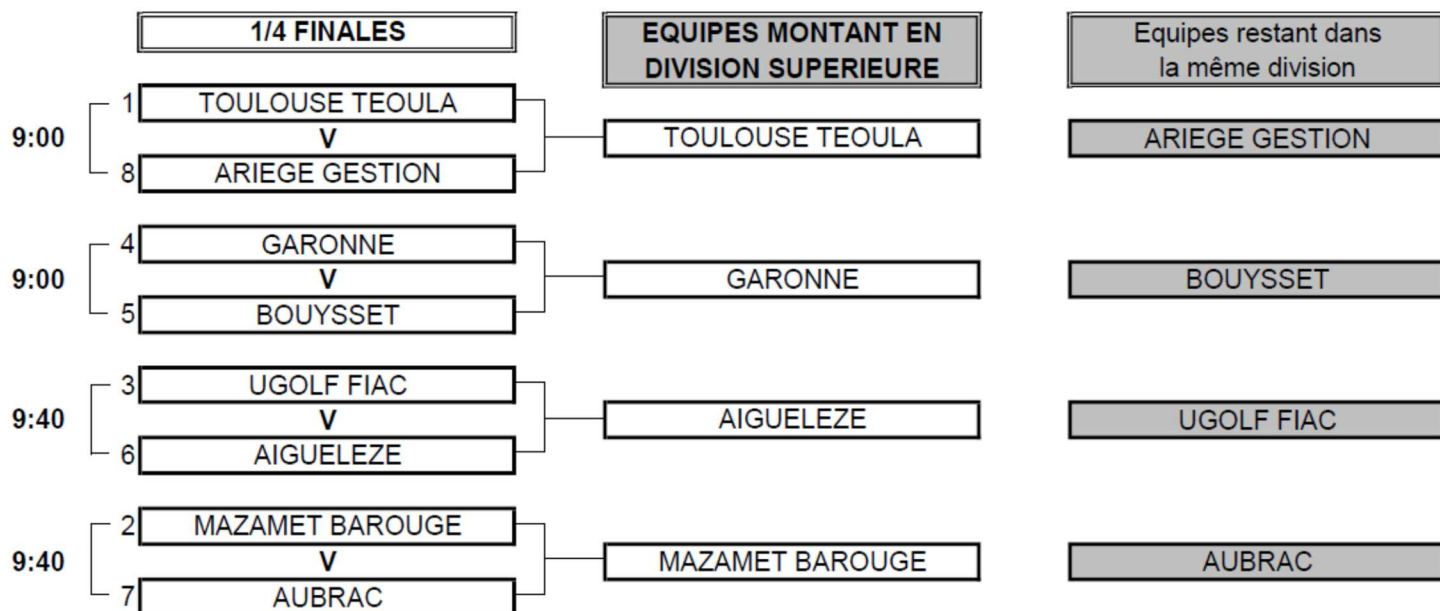 1/4 FINALES
EQUIPES MONTANT EN
DIVISION SUPERIEURE
Equipes restant dans
la même division
1 TOULOUSE TEOULA
9:00 V TOULOUSE TEOULA ARIEGE GESTION
8 ARIEGE GESTION
4 GARONNE
9:00 V GARONNE BOUYSSET
5 BOUYSSET
3 UGOLF FIAC
9:40 V AIGUELEZE UGOLF FIAC
6 AIGUELEZE
2 MAZAMET BAROUGE
9:40 V MAZAMET BAROUGE AUBRAC
7 AUBRAC